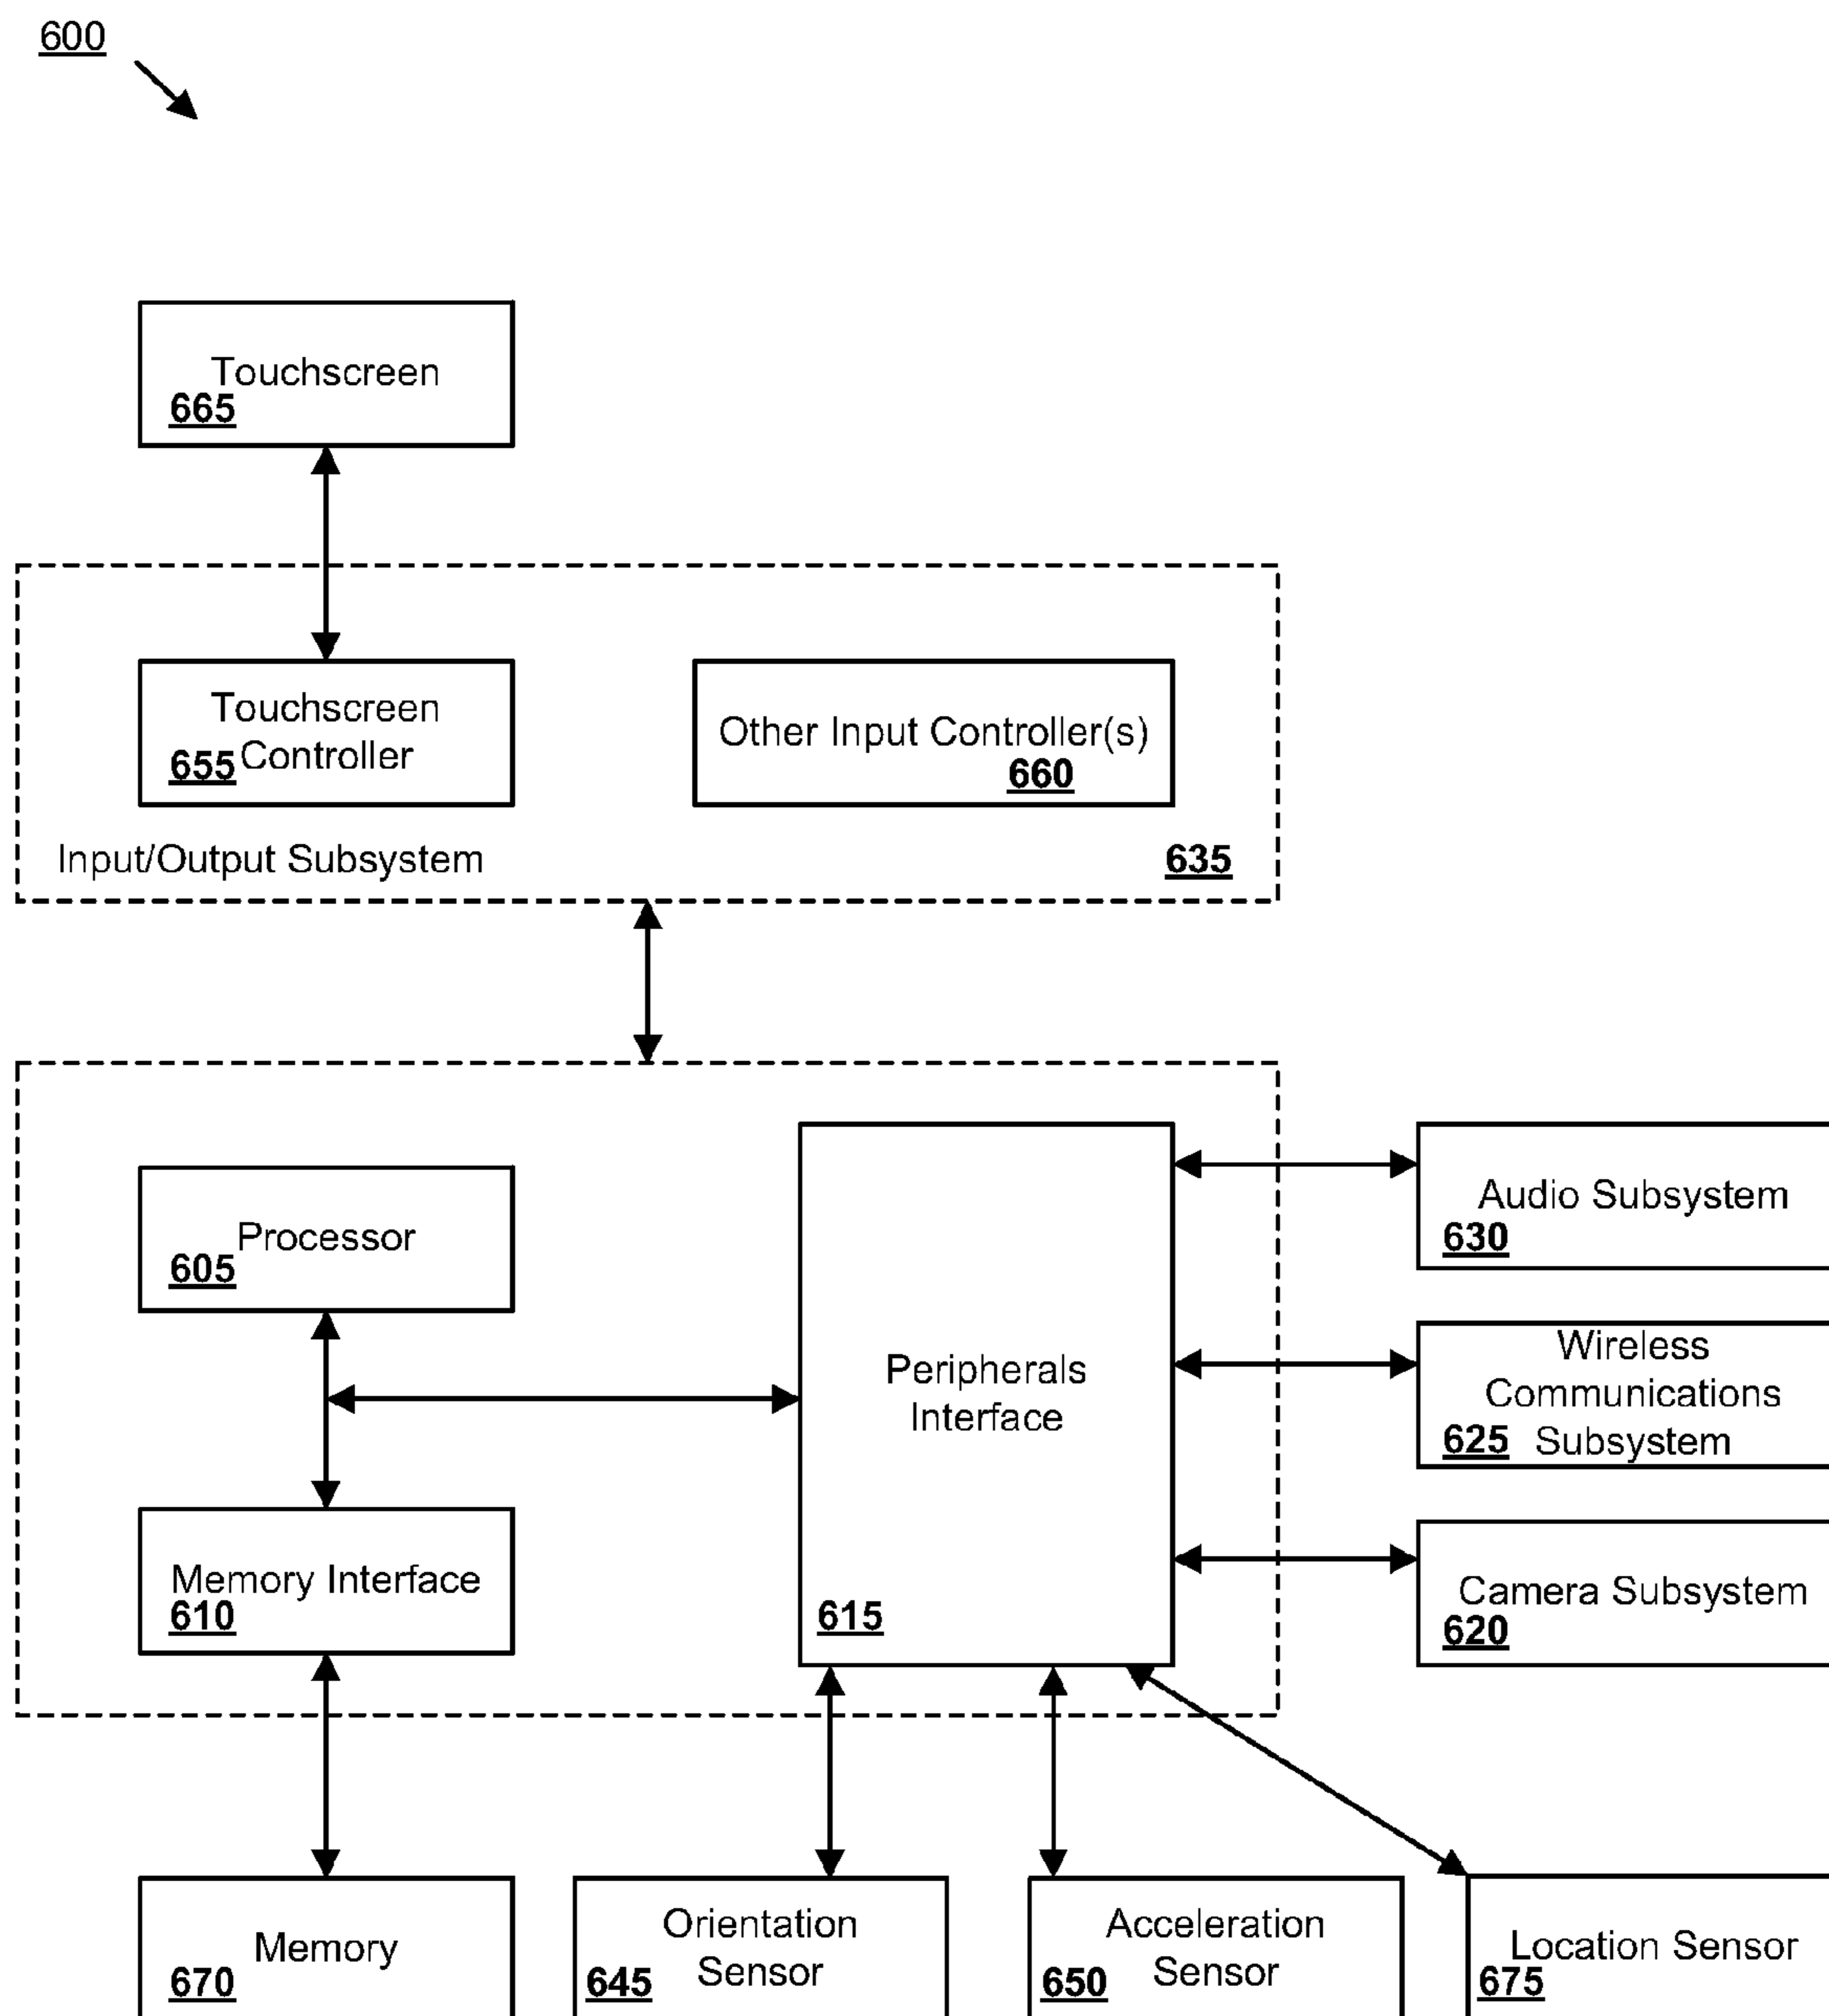 600
Touchscreen
665
Touchscreen
Controller
655
Other Input Controller(s)
660
Input/Output Subsystem
635
Processor
605
Peripherals
Interface
615
Audio Subsystem
630
Wireless
Communications
Subsystem
625
Memory Interface
610
Camera Subsystem
620
Memory
670
Orientation
Sensor
645
Acceleration
Sensor
650
Location Sensor
675